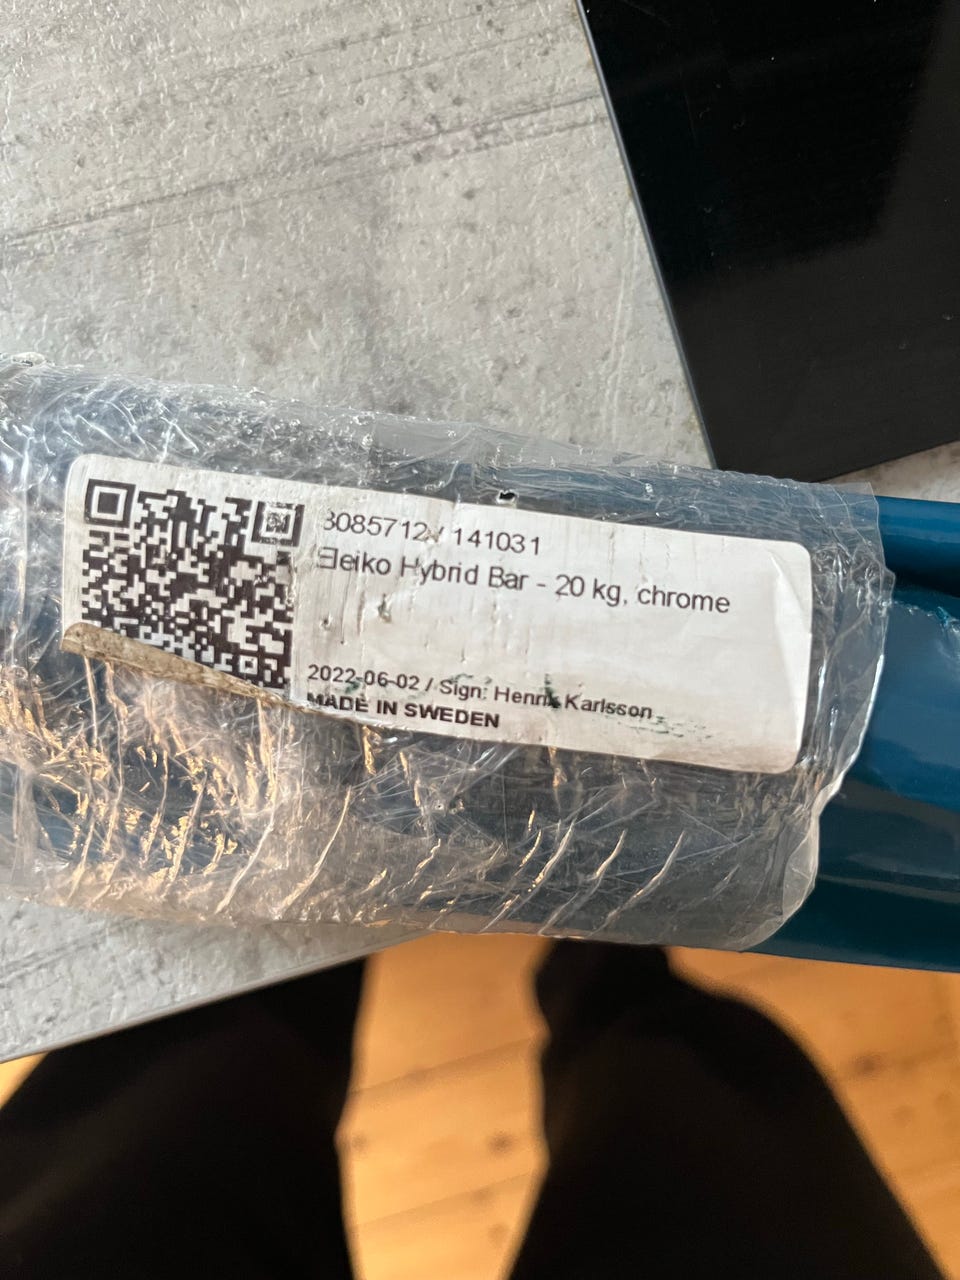 3085712 / 141031
Eleiko Hybrid Bar - 20 kg, chrome
2022-06-02 / Sign: Henrik Karlsson
MADE IN SWEDEN